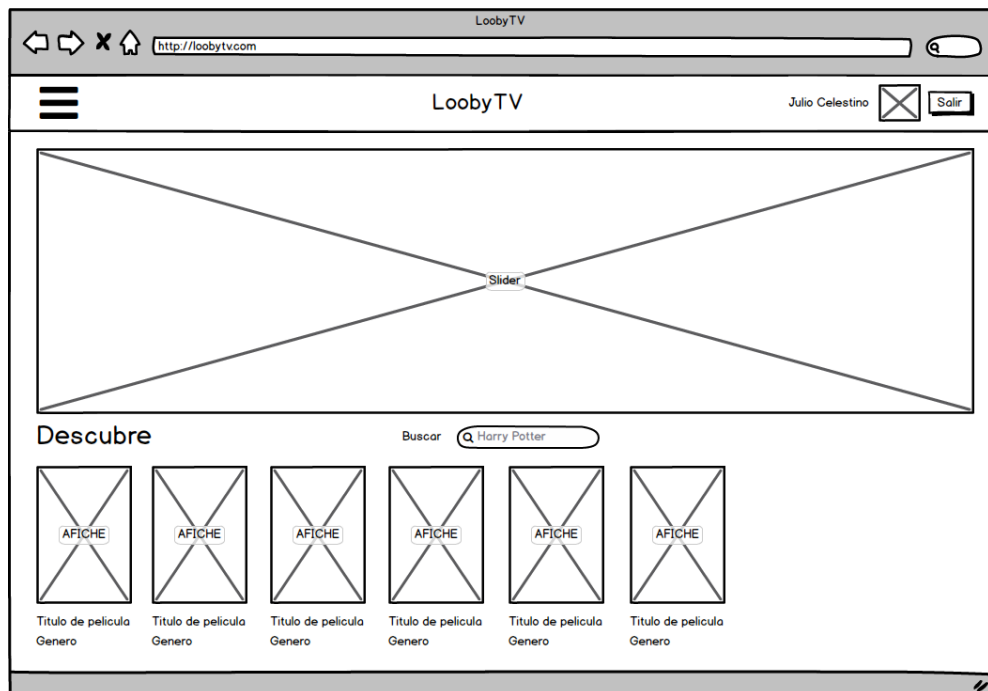 LoobyTV
http://loobytv.com
LoobyTV
Julio Celestino
Salir
Slider
Descubre
Buscar
Harry Potter
AFICHE AFICHE AFICHE AFICHE AFICHE AFICHE
Titulo de pelicula Titulo de pelicula Titulo de pelicula Titulo de pelicula Titulo de pelicula Titulo de pelicula
Genero Genero Genero Genero Genero Genero